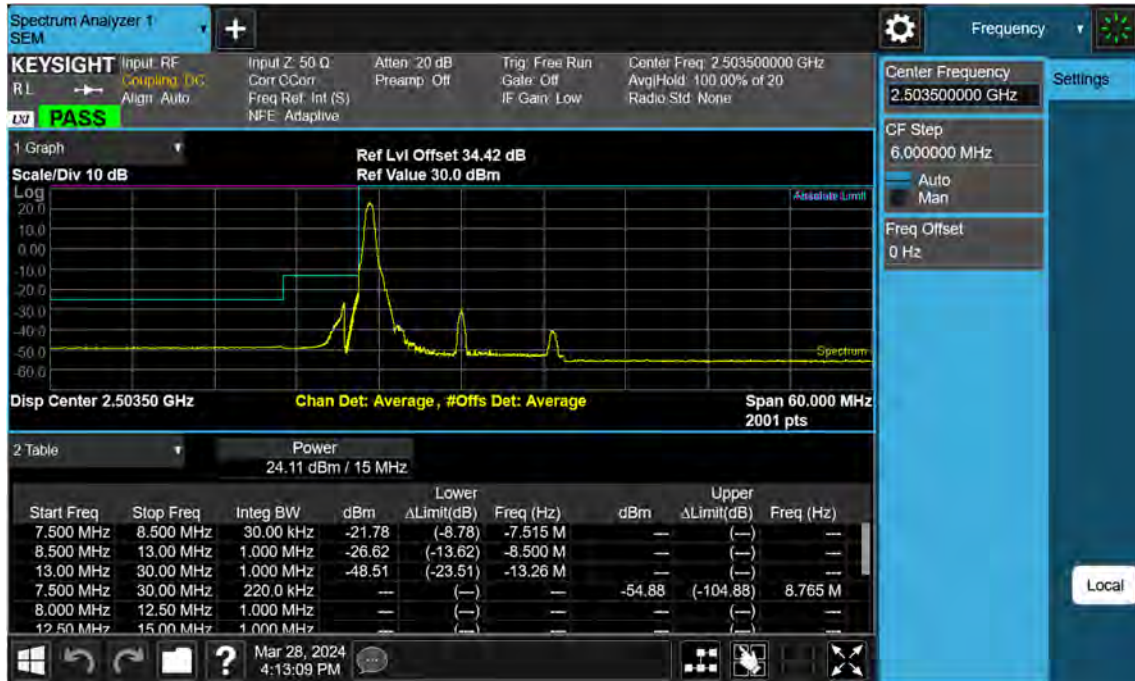 Spectrum Analyzer 1
SEM
Frequency
KEYSIGHT
RL
LXI
PASS
Input: RF
Coupling: DC
Align: Auto
Input Z: 50 Ω
Corr CCorr
Freq Ref: Int (S)
NFE: Adaptive
Atten: 20 dB
Preamp: Off
Trig: Free Run
Gate: Off
IF Gain: Low
Center Freq: 2.503500000 GHz
Avg|Hold: 100.00% of 20
Radio Std: None
Center Frequency
2.503500000 GHz
Settings
CF Step
6.000000 MHz
Auto
Man
Freq Offset
0 Hz
1 Graph
Scale/Div 10 dB
Ref Lvl Offset 34.42 dB
Ref Value 30.0 dBm
Log
Absolute Limit
20.0
10.0
0.00
-10.0
-20.0
-30.0
-40.0
-50.0
-60.0
Spectrum
Disp Center 2.50350 GHz
Chan Det: Average, #Offs Det: Average
Span 60.000 MHz
2001 pts
2 Table
Power
24.11 dBm / 15 MHz
Lower Upper
Start Freq Stop Freq Integ BW dBm ΔLimit(dB) Freq (Hz) dBm ΔLimit(dB) Freq (Hz)
7.500 MHz 8.500 MHz 30.00 kHz -21.78 (-8.78) -7.515 M --- (---) ---
8.500 MHz 13.00 MHz 1.000 MHz -26.62 (-13.62) -8.500 M --- (---) ---
13.00 MHz 30.00 MHz 1.000 MHz -48.51 (-23.51) -13.26 M --- (---) ---
7.500 MHz 30.00 MHz 220.0 kHz --- (---) --- -54.88 (-104.88) 8.765 M
8.000 MHz 12.50 MHz 1.000 MHz --- (---) --- --- (---) ---
12.50 MHz 15.00 MHz 1.000 MHz --- (---) --- --- (---) ---
Local
?
Mar 28, 2024
4:13:09 PM